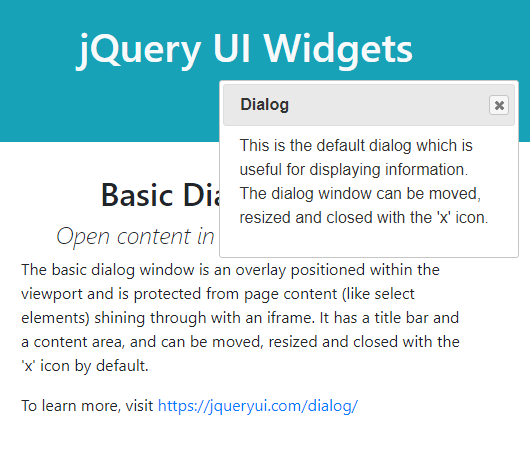 jQuery UI Widgets
Dialog
This is the default dialog which is
useful for displaying information.
The dialog window can be moved,
resized and closed with the 'x' icon.
Basic
Open content in
The basic dialog window is an overlay positioned within the
viewport and is protected from page content (like select
elements) shining through with an iframe. It has a title bar and
a content area, and can be moved, resized and closed with the
'x' icon by default.
To learn more, visit https://jqueryui.com/dialog/